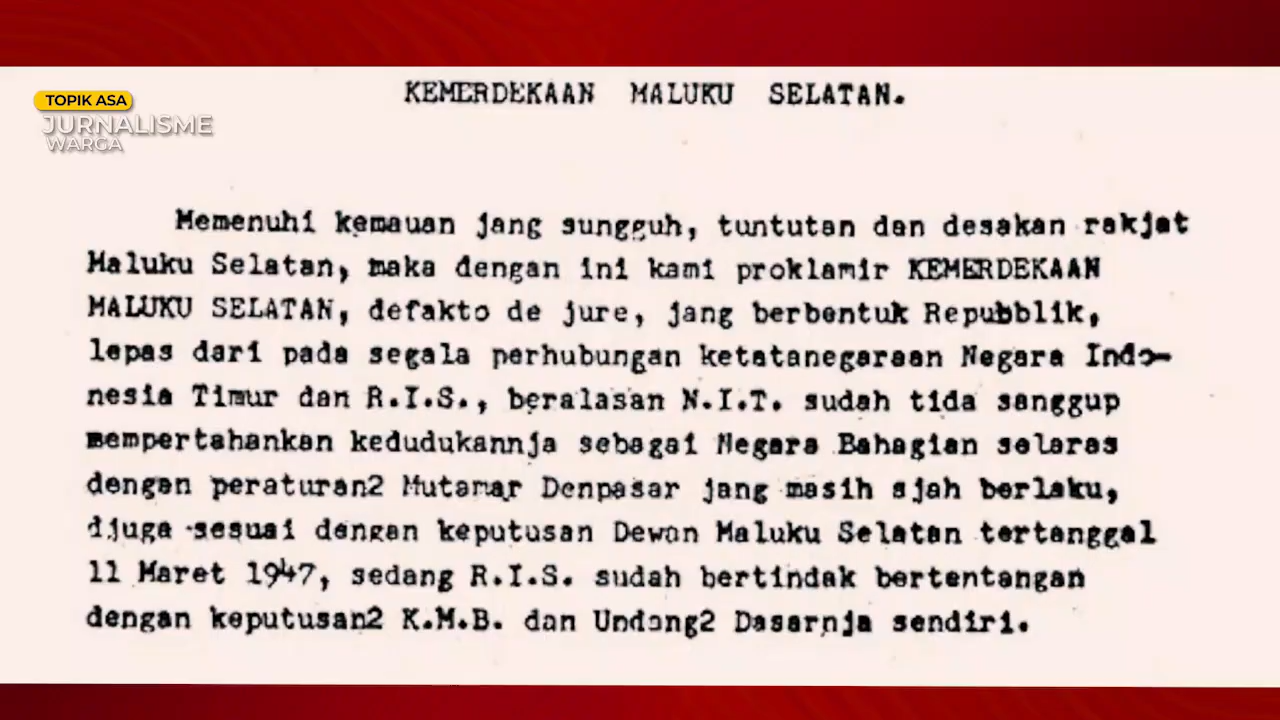 TOPIK ASA
JURNALISME
WARGA
KEMERDEKAAN MALUKU SELATAN.
Memenuhi kemauan jang sungguh, tuntutan dan desakan rakjat
Maluku Selatan, maka dengan ini kami proklamir KEMERDEKAAN
MALUKU SELATAN, defakto de jure, jang berbentuk Repubblik,
lepas dari pada segala perhubungan ketatanegaraan Negara Indo-
nesia Timur dan R.I.S., beralasan N.I.T. sudah tida sanggup
mempertahankan kedudukannja sebagai Negara Bahagian selaras
dengan peraturan2 Mutamar Denpasar jang masih sjah berlaku,
djuga sesuai dengan keputusan Dewan Maluku Selatan tertanggal
11 Maret 1947, sedang R.I.S. sudah bertindak bertentangan
dengan keputusan2 K.M.B. dan Undang2 Dasarnja sendiri.